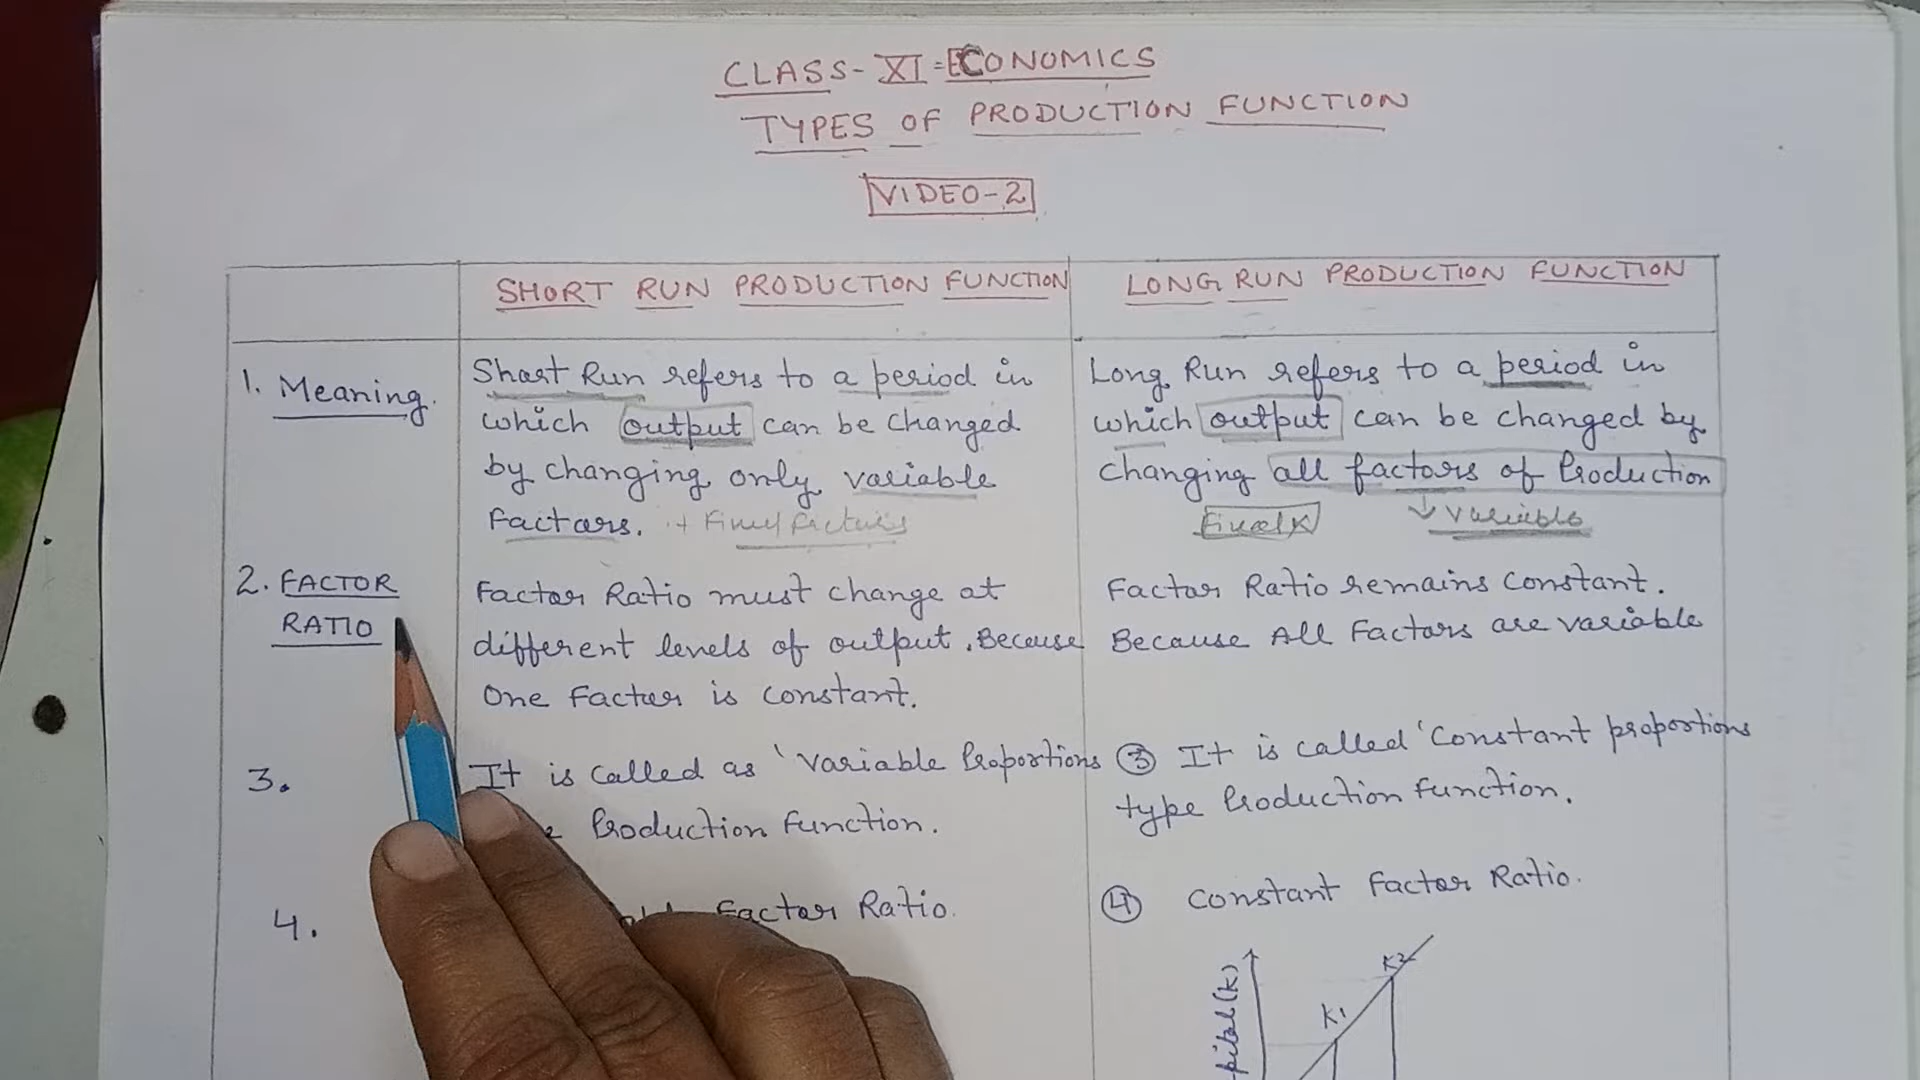 CLASS-XI=ECONOMICS
TYPES OF PRODUCTION FUNCTION
VIDEO-2
SHORT RUN PRODUCTION FUNCTION
LONG RUN PRODUCTION FUNCTION
1. Meaning.
Short Run refers to a period in
which output can be changed
by changing only variable
factors. +
Long Run refers to a period in
which output can be changed by
changing all factors of Production
↓ variable
2. FACTOR
RATIO
Factor Ratio must change at
different levels of output. Because
One factor is constant.
Factor Ratio remains constant.
Because All Factors are variable
3.
It is called as 'Variable Proportions
Production function.
③ It is called 'Constant proportions
type Production function.
4.
Factor Ratio.
④ Constant Factor Ratio.
K2
K1
pital(K)